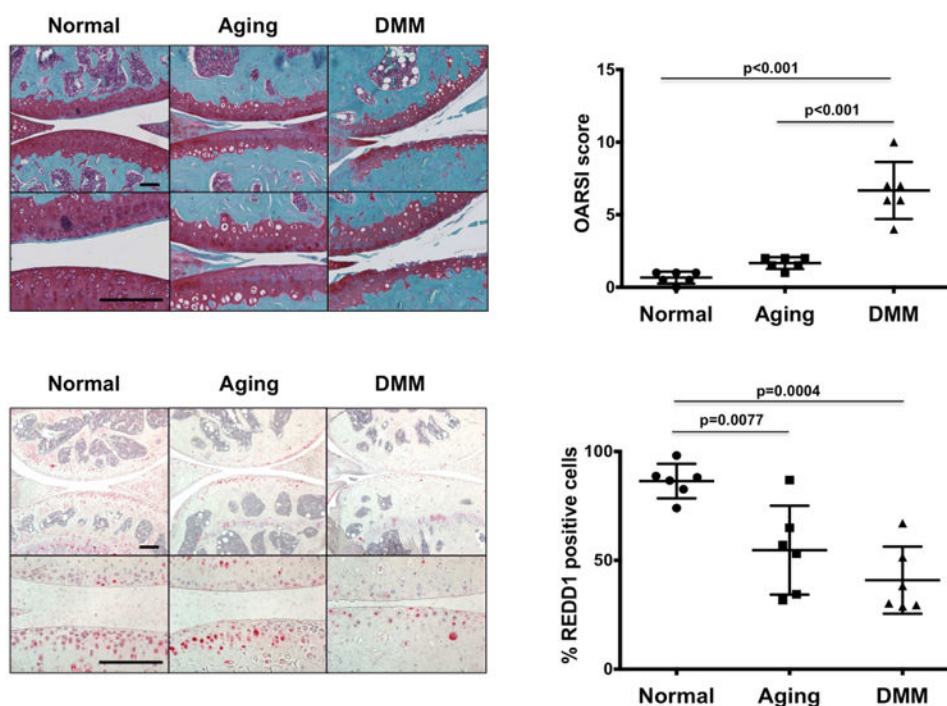 Normal Aging DMM
15
10
5
0
OARSI score
p<0.001
p<0.001
Normal Aging DMM
Normal Aging DMM
100
50
0
% REDD1 positive cells
p=0.0004
p=0.0077
Normal Aging DMM